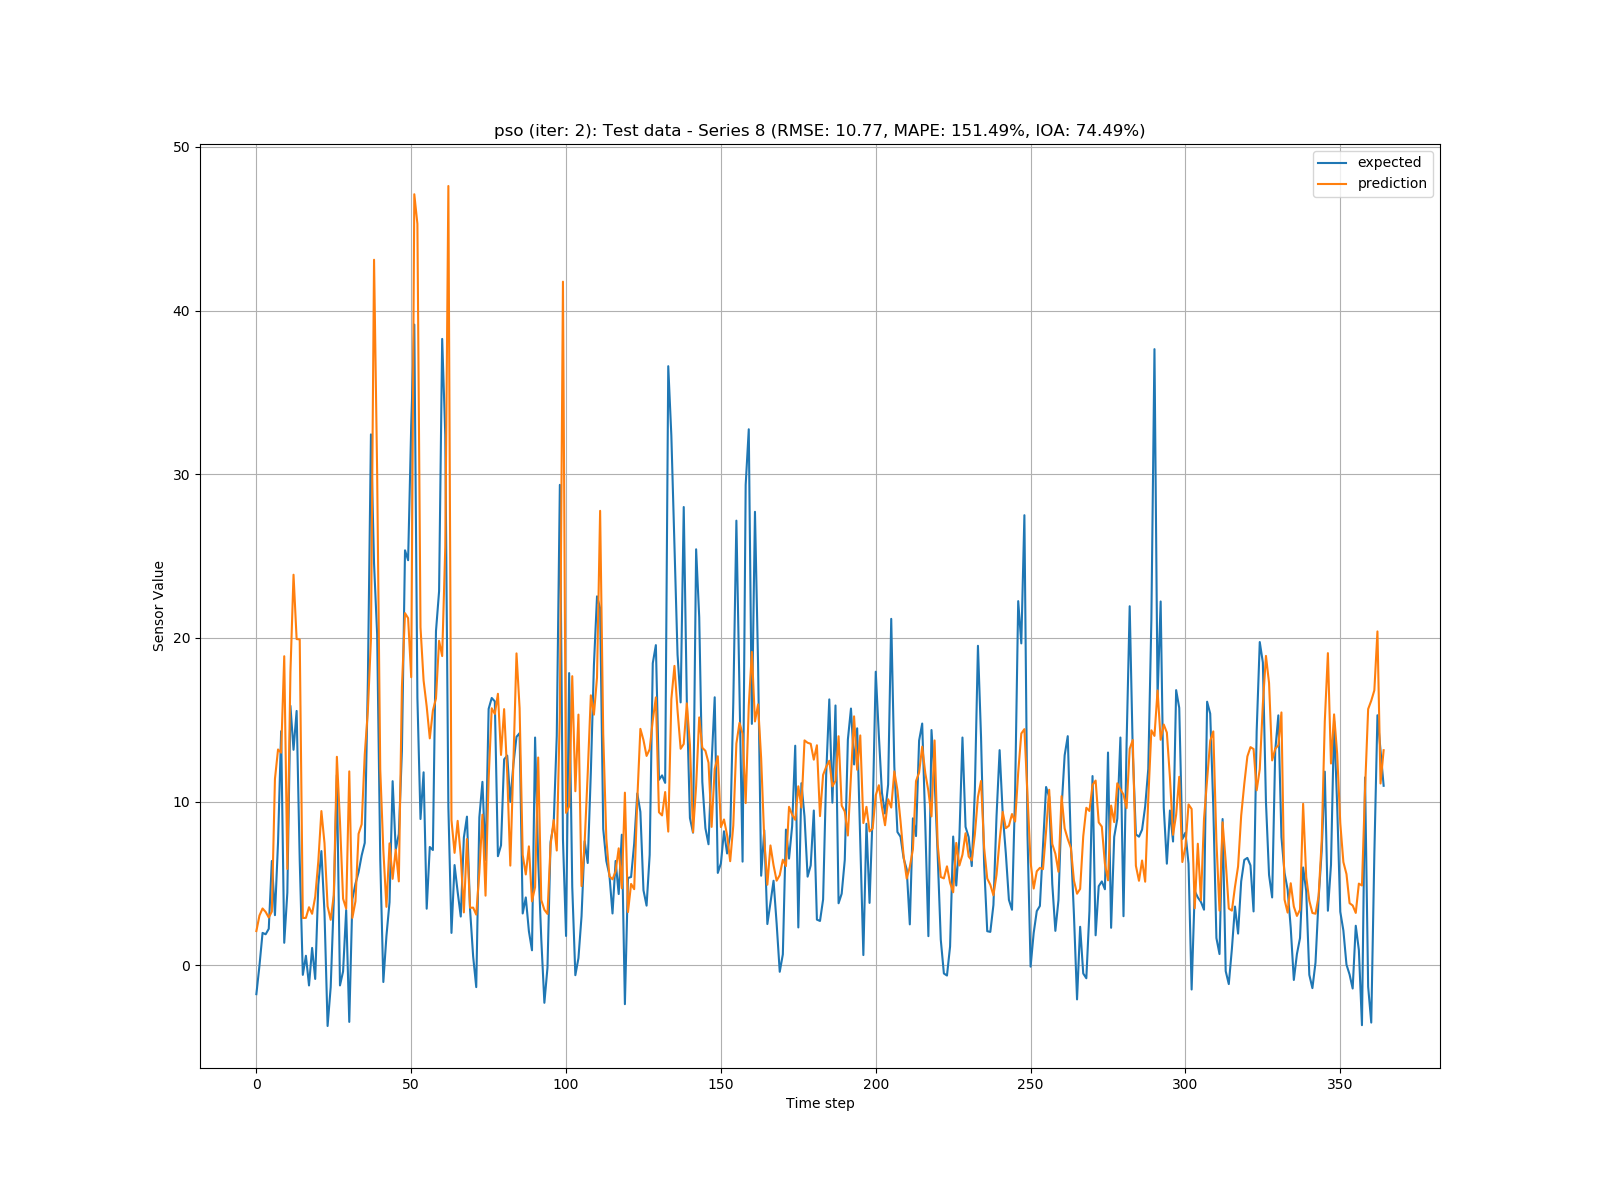 pso (iter: 2): Test data - Series 8 (RMSE: 10.77, MAPE: 151.49%, IOA: 74.49%)
expected
prediction
50
40
30
20
10
0
Sensor Value
0 50 100 150 200 250 300 350
Time step